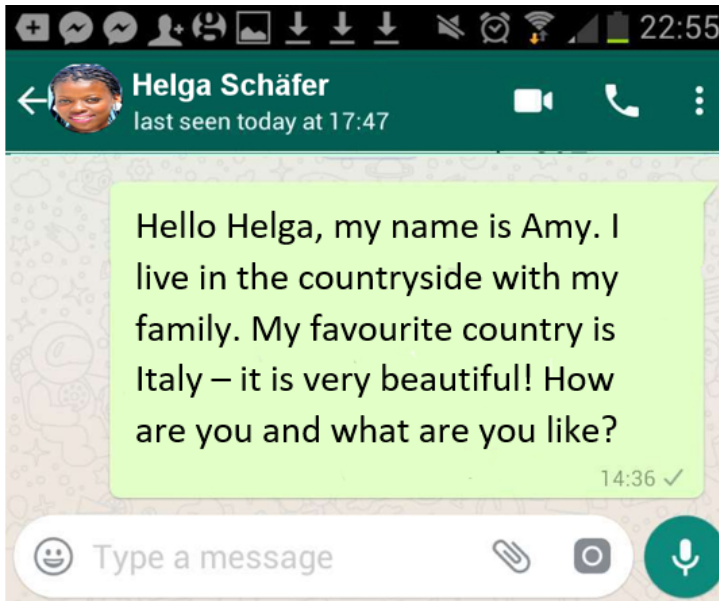 22:55
Helga Schäfer
last seen today at 17:47
Hello Helga, my name is Amy. I
live in the countryside with my
family. My favourite country is
Italy – it is very beautiful! How
are you and what are you like?
14:36
Type a message